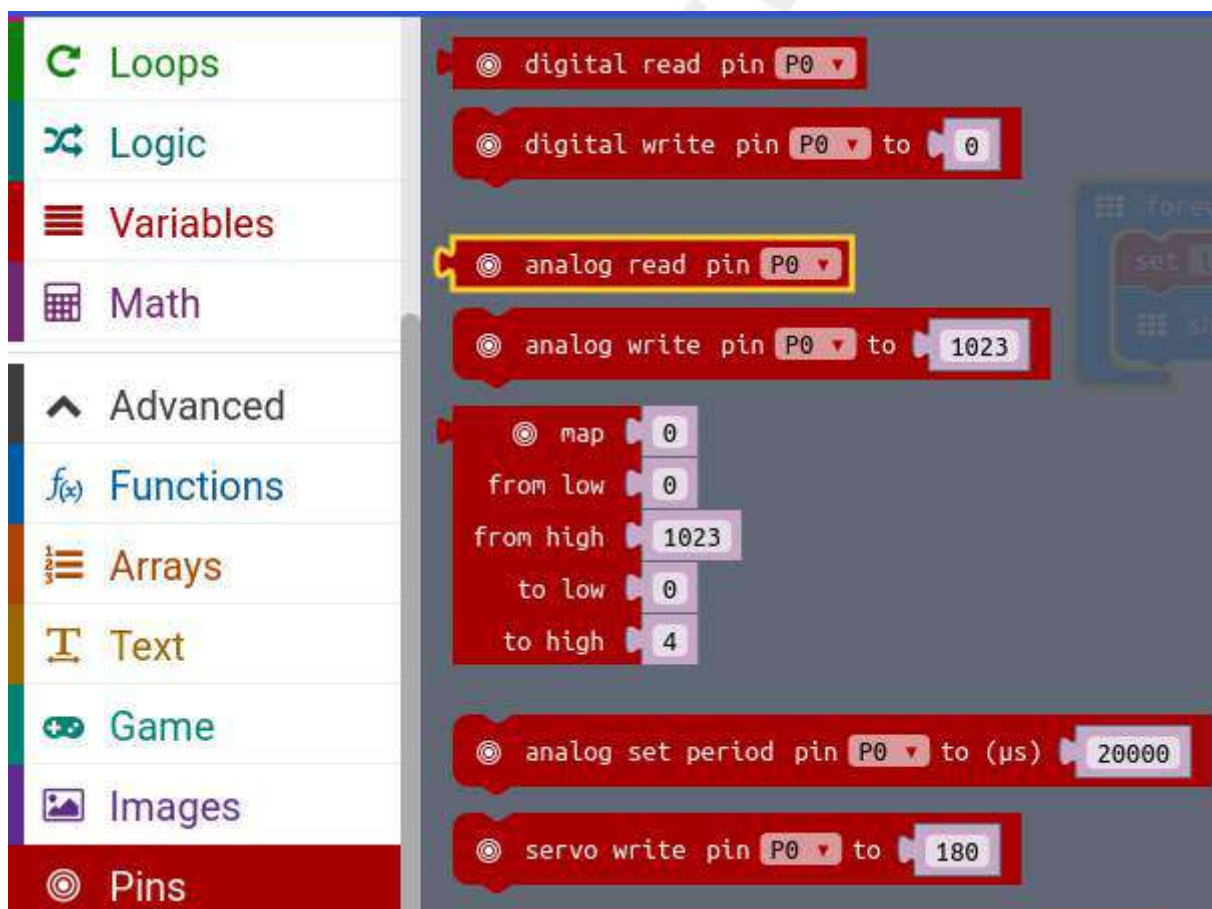 Loops
Logic
Variables
Math
Advanced
f(x) Functions
Arrays
Text
Game
Images
Pins
digital read pin P0
digital write pin P0 to 0
analog read pin P0
analog write pin P0 to 1023
map 0
from low 0
from high 1023
to low 0
to high 4
analog set period pin P0 to (µs) 20000
servo write pin P0 to 180
set